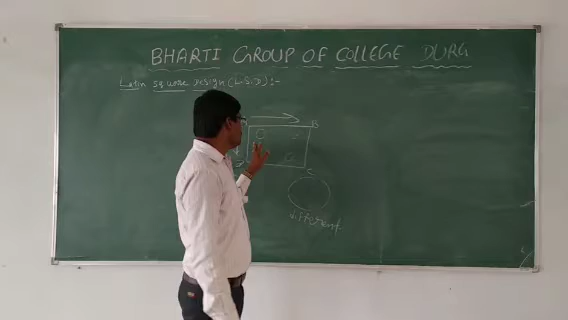 BHARTI GROUP OF COLLEGE DURG
Latin square design (L.S.D) :-
B
C
different